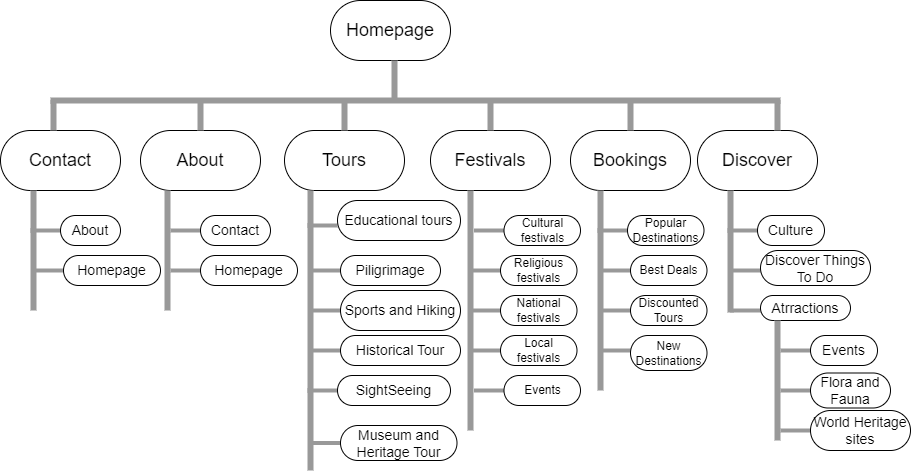 Homepage
Contact
About
Tours
Festivals
Bookings
Discover
About
Homepage
Contact
Homepage
Educational tours
Piligrimage
Sports and Hiking
Historical Tour
SightSeeing
Museum and
Heritage Tour
Cultural
festivals
Religious
festivals
National
festivals
Local
festivals
Events
Popular
Destinations
Best Deals
Discounted
Tours
New
Destinations
Culture
Discover Things
To Do
Atrractions
Events
Flora and
Fauna
World Heritage
sites